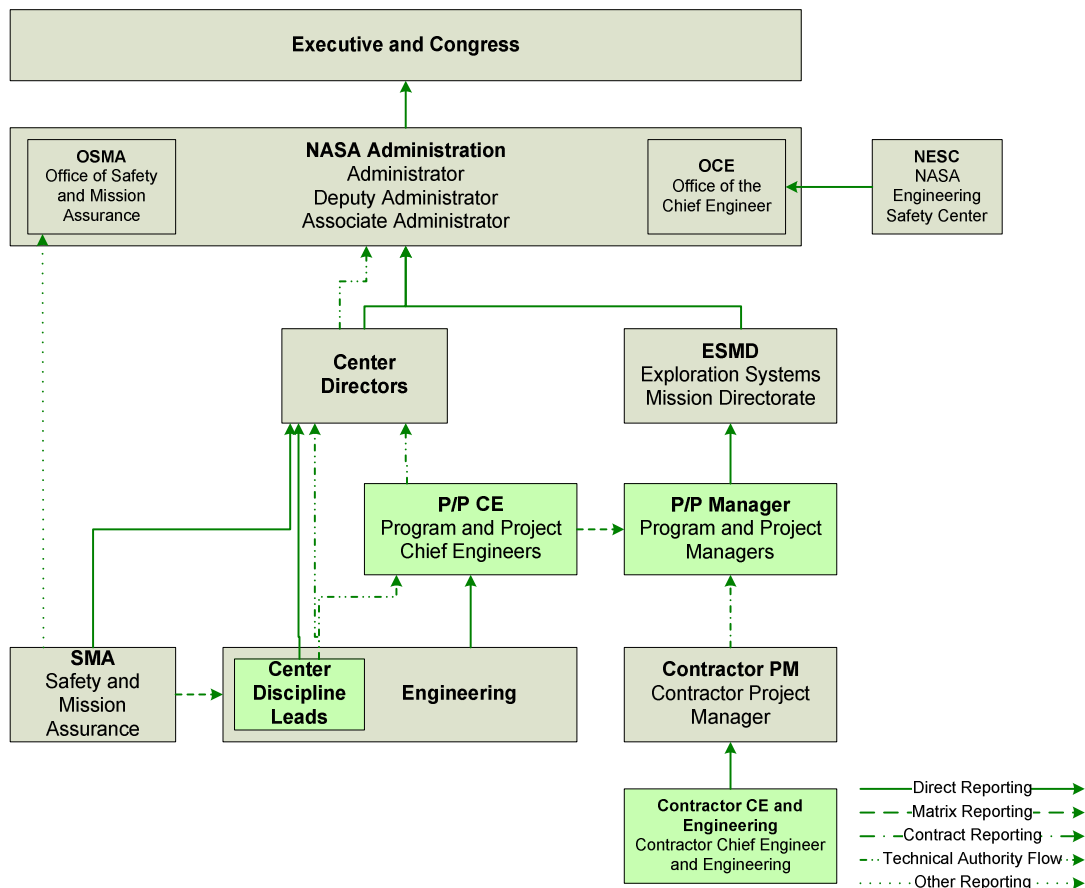 Executive and Congress
OSMA
Office of Safety
and Mission
Assurance
NASA Administration
Administrator
Deputy Administrator
Associate Administrator
OCE
Office of the
Chief Engineer
NESC
NASA
Engineering
Safety Center
Center
Directors
ESMD
Exploration Systems
Mission Directorate
P/P CE
Program and Project
Chief Engineers
P/P Manager
Program and Project
Managers
SMA
Safety and
Mission
Assurance
Center
Discipline
Leads
Engineering
Contractor PM
Contractor Project
Manager
Contractor CE and
Engineering
Contractor Chief Engineer
and Engineering
Direct Reporting
Matrix Reporting
Contract Reporting
Technical Authority Flow
Other Reporting